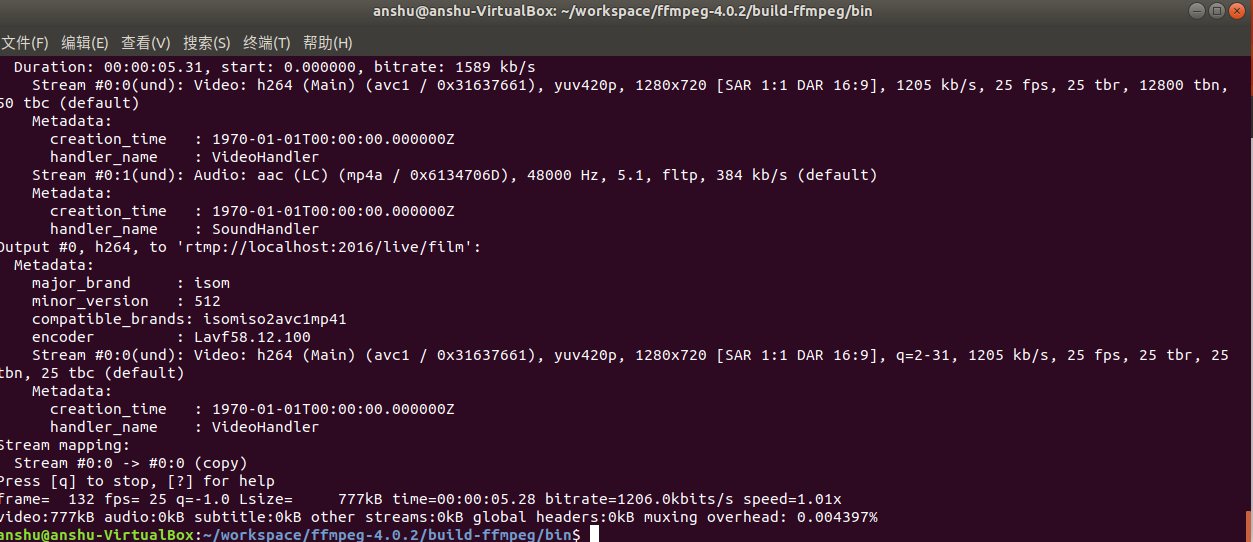 anshu@anshu-VirtualBox: ~/workspace/ffmpeg-4.0.2/build-ffmpeg/bin
文件(F) 编辑(E) 查看(V) 搜索(S) 终端(T) 帮助(H)
Duration: 00:00:05.31, start: 0.000000, bitrate: 1589 kb/s
Stream #0:0(und): Video: h264 (Main) (avc1 / 0x31637661), yuv420p, 1280x720 [SAR 1:1 DAR 16:9], 1205 kb/s, 25 fps, 25 tbr, 12800 tbn,
50 tbc (default)
Metadata:
creation_time : 1970-01-01T00:00:00.000000Z
handler_name : VideoHandler
Stream #0:1(und): Audio: aac (LC) (mp4a / 0x6134706D), 48000 Hz, 5.1, fltp, 384 kb/s (default)
Metadata:
creation_time : 1970-01-01T00:00:00.000000Z
handler_name : SoundHandler
Output #0, h264, to 'rtmp://localhost:2016/live/film':
Metadata:
major_brand : isom
minor_version : 512
compatible_brands: isomiso2avc1mp41
encoder : Lavf58.12.100
Stream #0:0(und): Video: h264 (Main) (avc1 / 0x31637661), yuv420p, 1280x720 [SAR 1:1 DAR 16:9], q=2-31, 1205 kb/s, 25 fps, 25 tbr, 25
tbn, 25 tbc (default)
Metadata:
creation_time : 1970-01-01T00:00:00.000000Z
handler_name : VideoHandler
Stream mapping:
Stream #0:0 -> #0:0 (copy)
Press [q] to stop, [?] for help
frame= 132 fps= 25 q=-1.0 Lsize= 777kB time=00:00:05.28 bitrate=1206.0kbits/s speed=1.01x
video:777kB audio:0kB subtitle:0kB other streams:0kB global headers:0kB muxing overhead: 0.004397%
anshu@anshu-VirtualBox:~/workspace/ffmpeg-4.0.2/build-ffmpeg/bin$